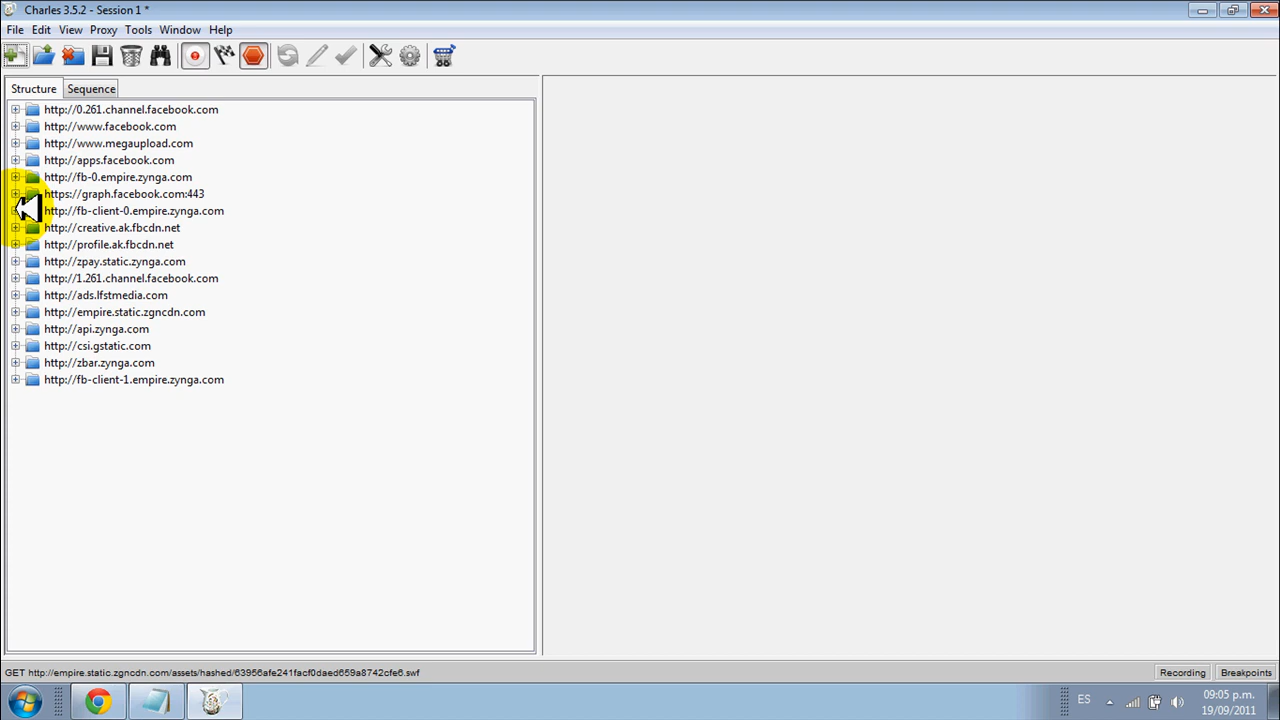 Charles 3.5.2 - Session 1 *
File Edit View Proxy Tools Window Help
Structure Sequence
http://0.261.channel.facebook.com
http://www.facebook.com
http://www.megaupload.com
http://apps.facebook.com
http://fb-0.empire.zynga.com
https://graph.facebook.com:443
http://fb-client-0.empire.zynga.com
http://creative.ak.fbcdn.net
http://profile.ak.fbcdn.net
http://zpay.static.zynga.com
http://1.261.channel.facebook.com
http://ads.lfstmedia.com
http://empire.static.zgncdn.com
http://api.zynga.com
http://csi.gstatic.com
http://zbar.zynga.com
http://fb-client-1.empire.zynga.com
GET http://empire.static.zgncdn.com/assets/hashed/63956afe241facf0daed659a8742cfe6.swf Recording Breakpoints
ES 09:05 p.m.
19/09/2011